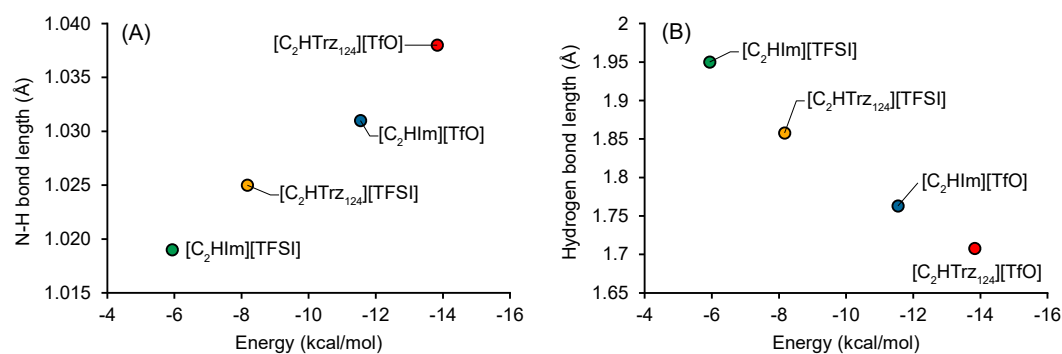 (A)
N-H bond length (Å)
1.040
1.035
1.030
1.025
1.020
1.015
[C₂HTrz₁₂₄][TfO]
[C₂HIm][TfO]
[C₂HTrz₁₂₄][TFSI]
[C₂HIm][TFSI]
-4 -6 -8 -10 -12 -14 -16
Energy (kcal/mol)
(B)
Hydrogen bond length (Å)
2
1.95
1.9
1.85
1.8
1.75
1.7
1.65
[C₂HIm][TFSI]
[C₂HTrz₁₂₄][TFSI]
[C₂HIm][TfO]
[C₂HTrz₁₂₄][TfO]
-4 -6 -8 -10 -12 -14 -16
Energy (kcal/mol)